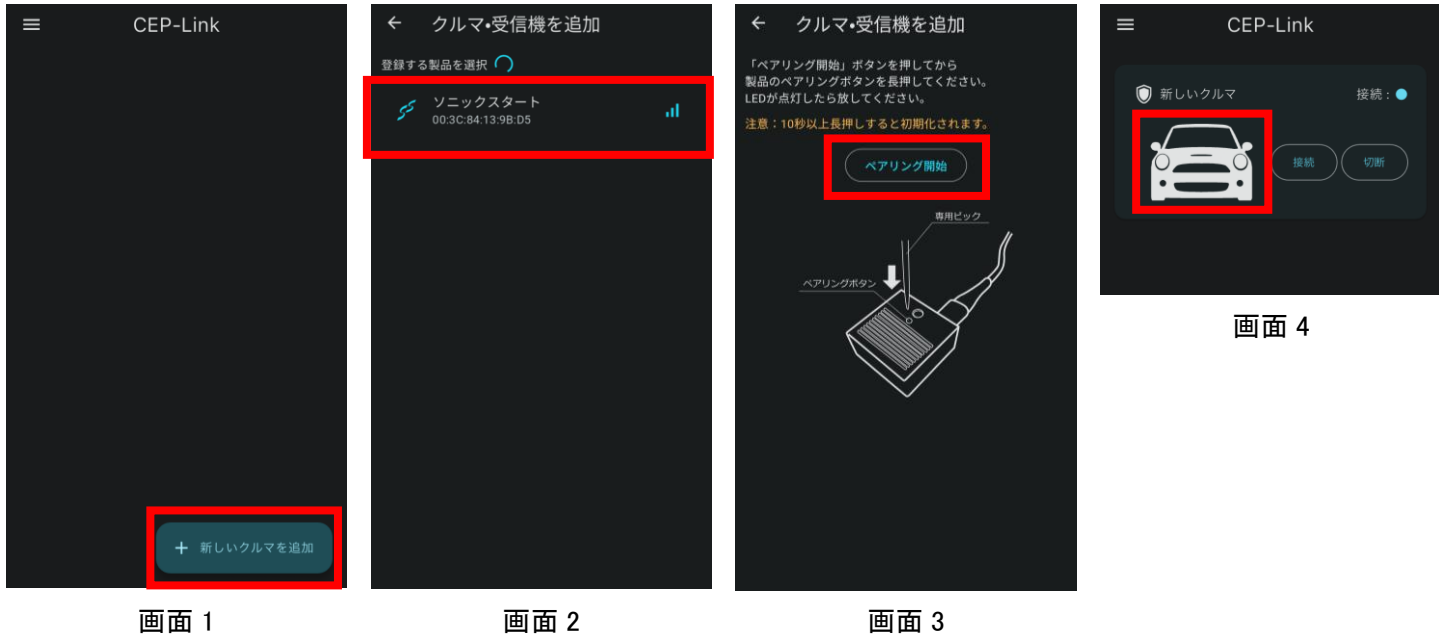 CEP-Link
+ 新しいクルマを追加
画面 1
クルマ・受信機を追加
登録する製品を選択
ソニックスタート
00:3C:84:13:9B:D5
画面 2
クルマ・受信機を追加
「ペアリング開始」ボタンを押してから
製品のペアリングボタンを長押してください。
LEDが点灯したら放してください。
注意：10秒以上長押しすると初期化されます。
ペアリング開始
専用ピック
ペアリングボタン
画面 3
CEP-Link
新しいクルマ
接続：
接続
切断
画面 4